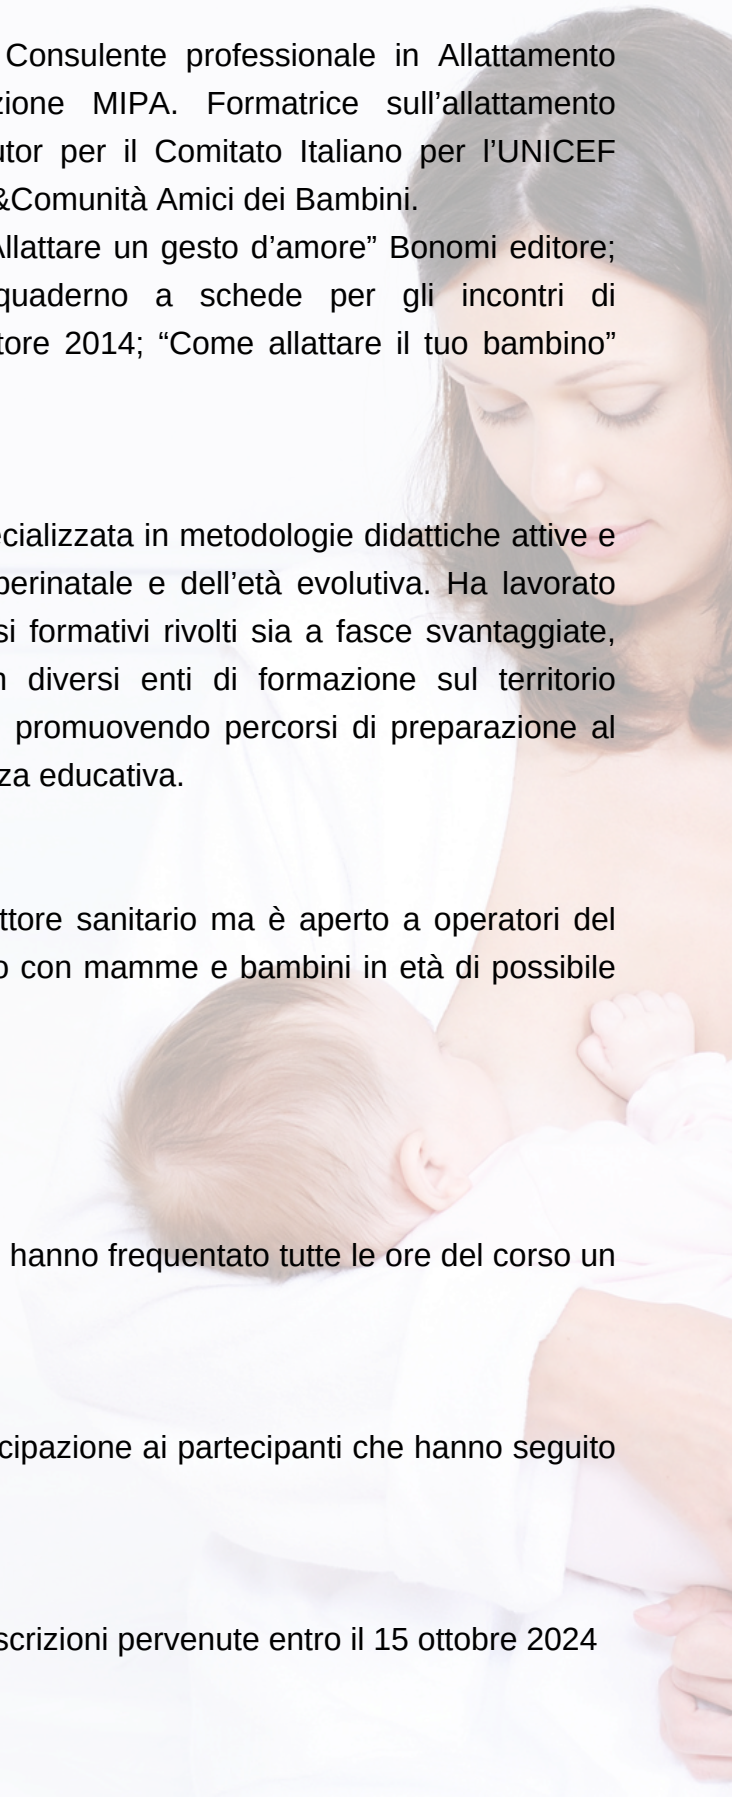 Consulente professionale in Allattamento
zione MIPA. Formatrice sull’allattamento
utor per il Comitato Italiano per l’UNICEF
&Comunità Amici dei Bambini.
Allattare un gesto d’amore” Bonomi editore;
quaderno a schede per gli incontri di
tore 2014; “Come allattare il tuo bambino”
ecializzata in metodologie didattiche attive e
perinatale e dell’età evolutiva. Ha lavorato
si formativi rivolti sia a fasce svantaggiate,
n diversi enti di formazione sul territorio
promuovendo percorsi di preparazione al
za educativa.
ttore sanitario ma è aperto a operatori del
o con mamme e bambini in età di possibile
hanno frequentato tutte le ore del corso un
cipazione ai partecipanti che hanno seguito
scrizioni pervenute entro il 15 ottobre 2024